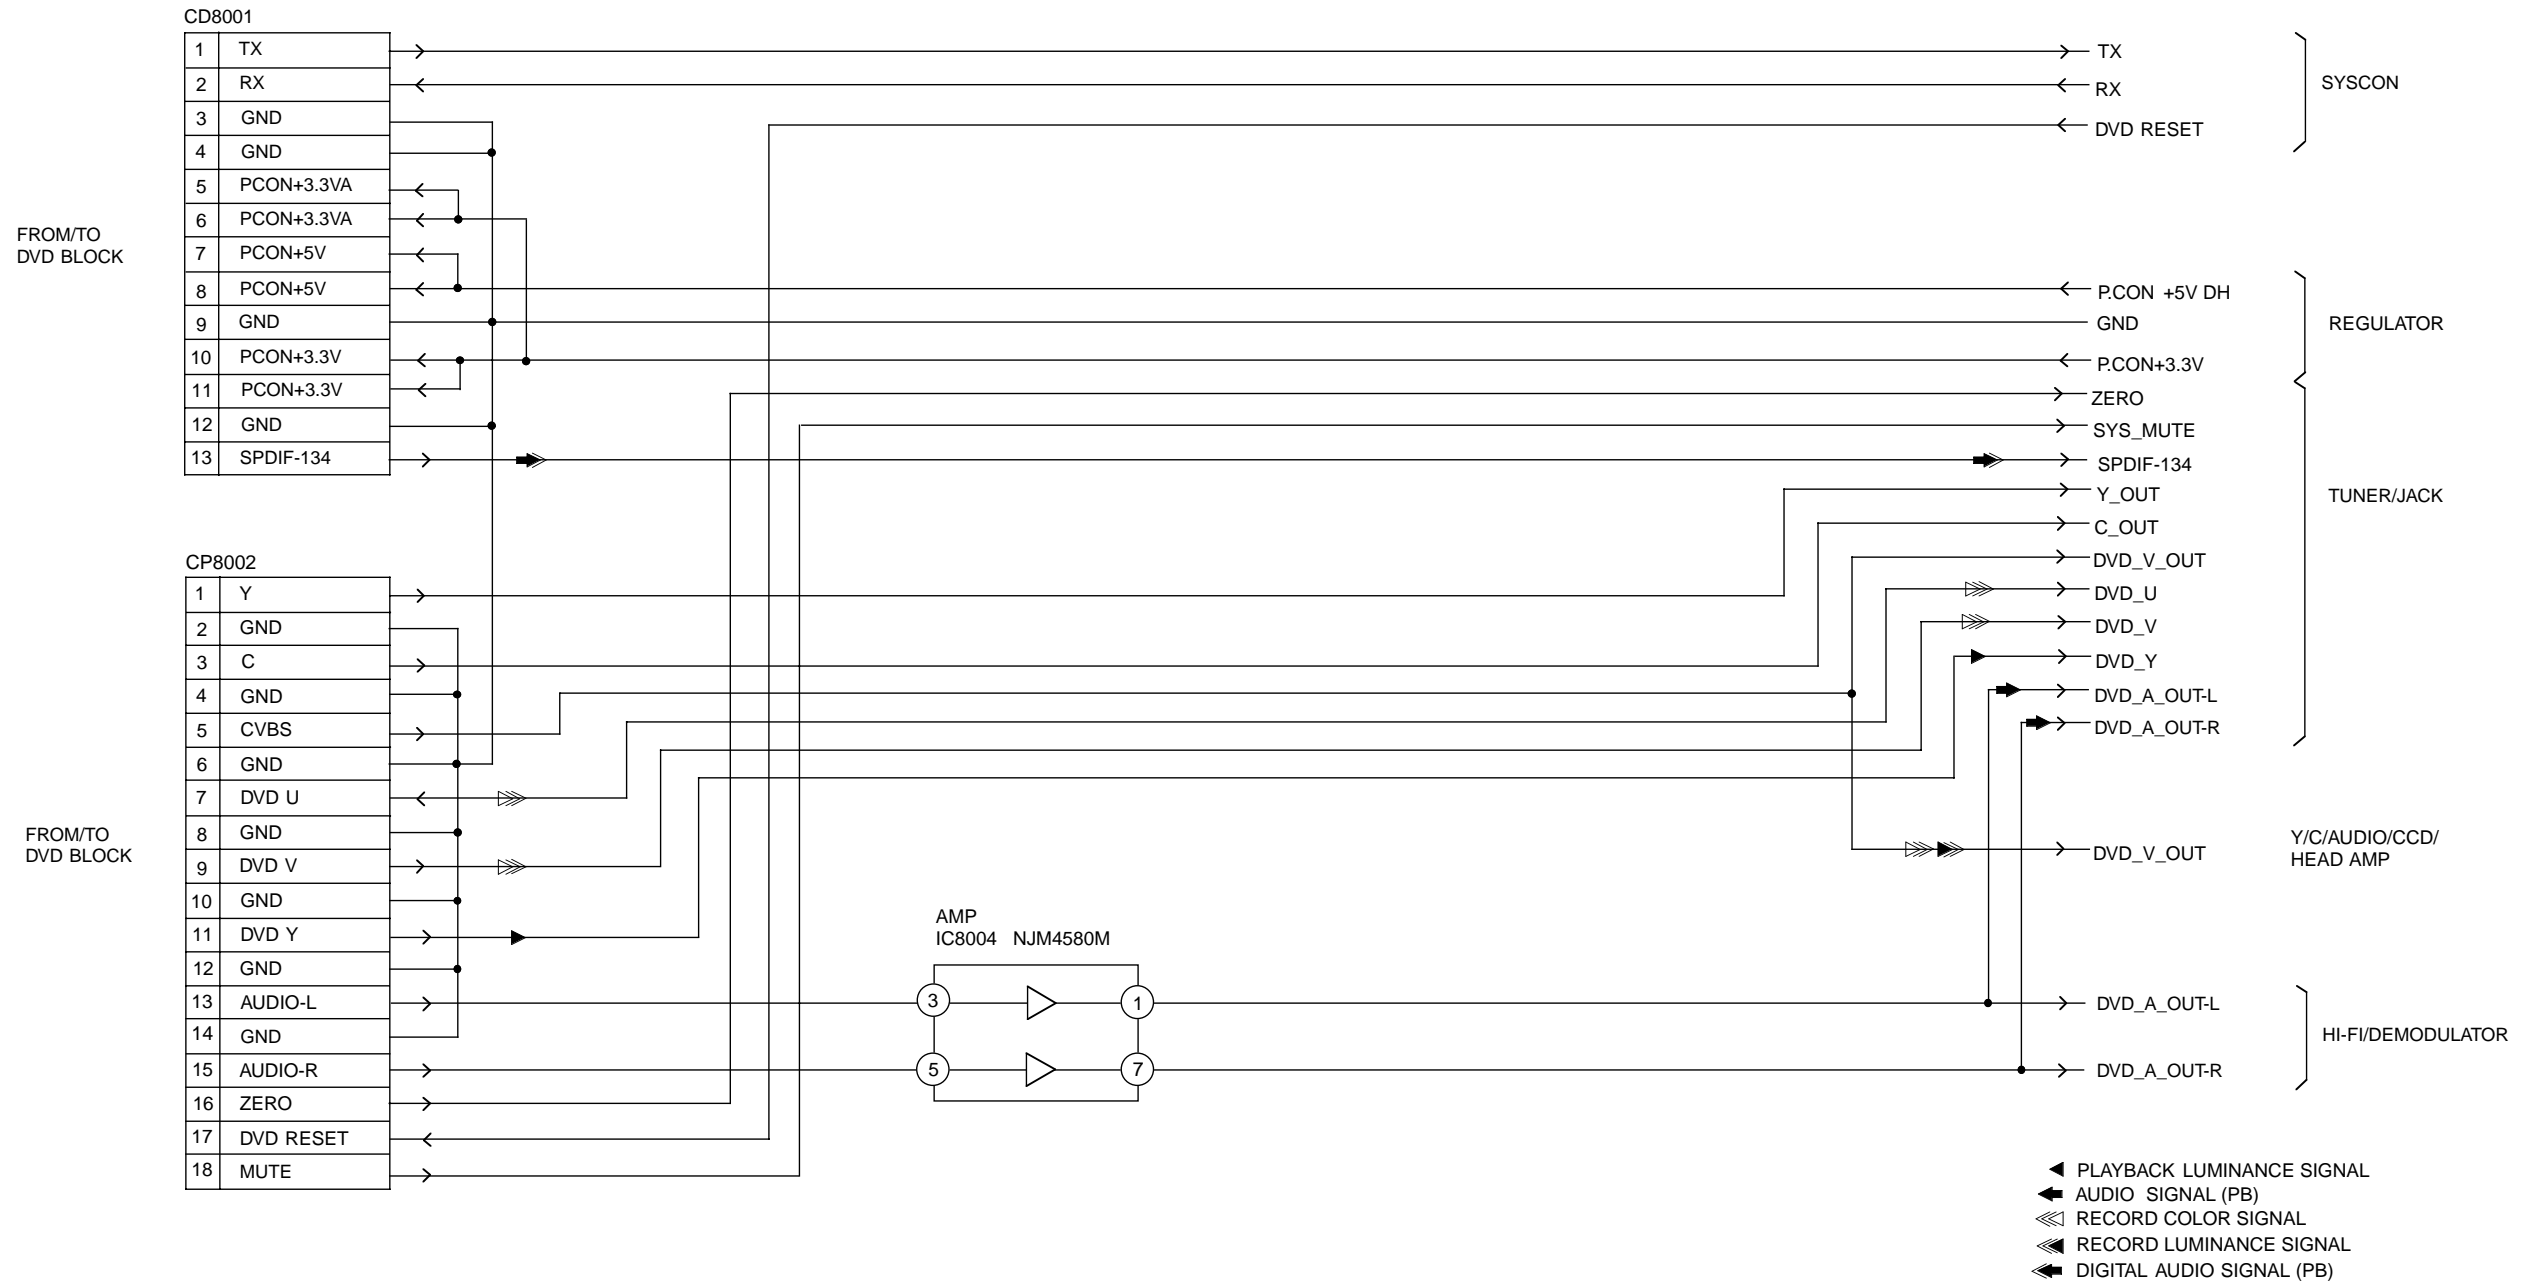 CD8001
1 TX
2 RX
3 GND
4 GND
5 PCON+3.3VA
6 PCON+3.3VA
7 PCON+5V
8 PCON+5V
9 GND
10 PCON+3.3V
11 PCON+3.3V
12 GND
13 SPDIF-134
FROM/TO
DVD BLOCK
CP8002
1 Y
2 GND
3 C
4 GND
5 CVBS
6 GND
7 DVD U
8 GND
9 DVD V
10 GND
11 DVD Y
12 GND
13 AUDIO-L
14 GND
15 AUDIO-R
16 ZERO
17 DVD RESET
18 MUTE
FROM/TO
DVD BLOCK
AMP
IC8004 NJM4580M
3
1
5
7
TX
RX
DVD RESET
SYSCON
P.CON +5V DH
GND
P.CON+3.3V
REGULATOR
ZERO
SYS_MUTE
SPDIF-134
Y_OUT
C_OUT
DVD_V_OUT
DVD_U
DVD_V
DVD_Y
DVD_A_OUT-L
DVD_A_OUT-R
TUNER/JACK
DVD_V_OUT
Y/C/AUDIO/CCD/
HEAD AMP
DVD_A_OUT-L
DVD_A_OUT-R
HI-FI/DEMODULATOR
PLAYBACK LUMINANCE SIGNAL
AUDIO SIGNAL (PB)
RECORD COLOR SIGNAL
RECORD LUMINANCE SIGNAL
DIGITAL AUDIO SIGNAL (PB)